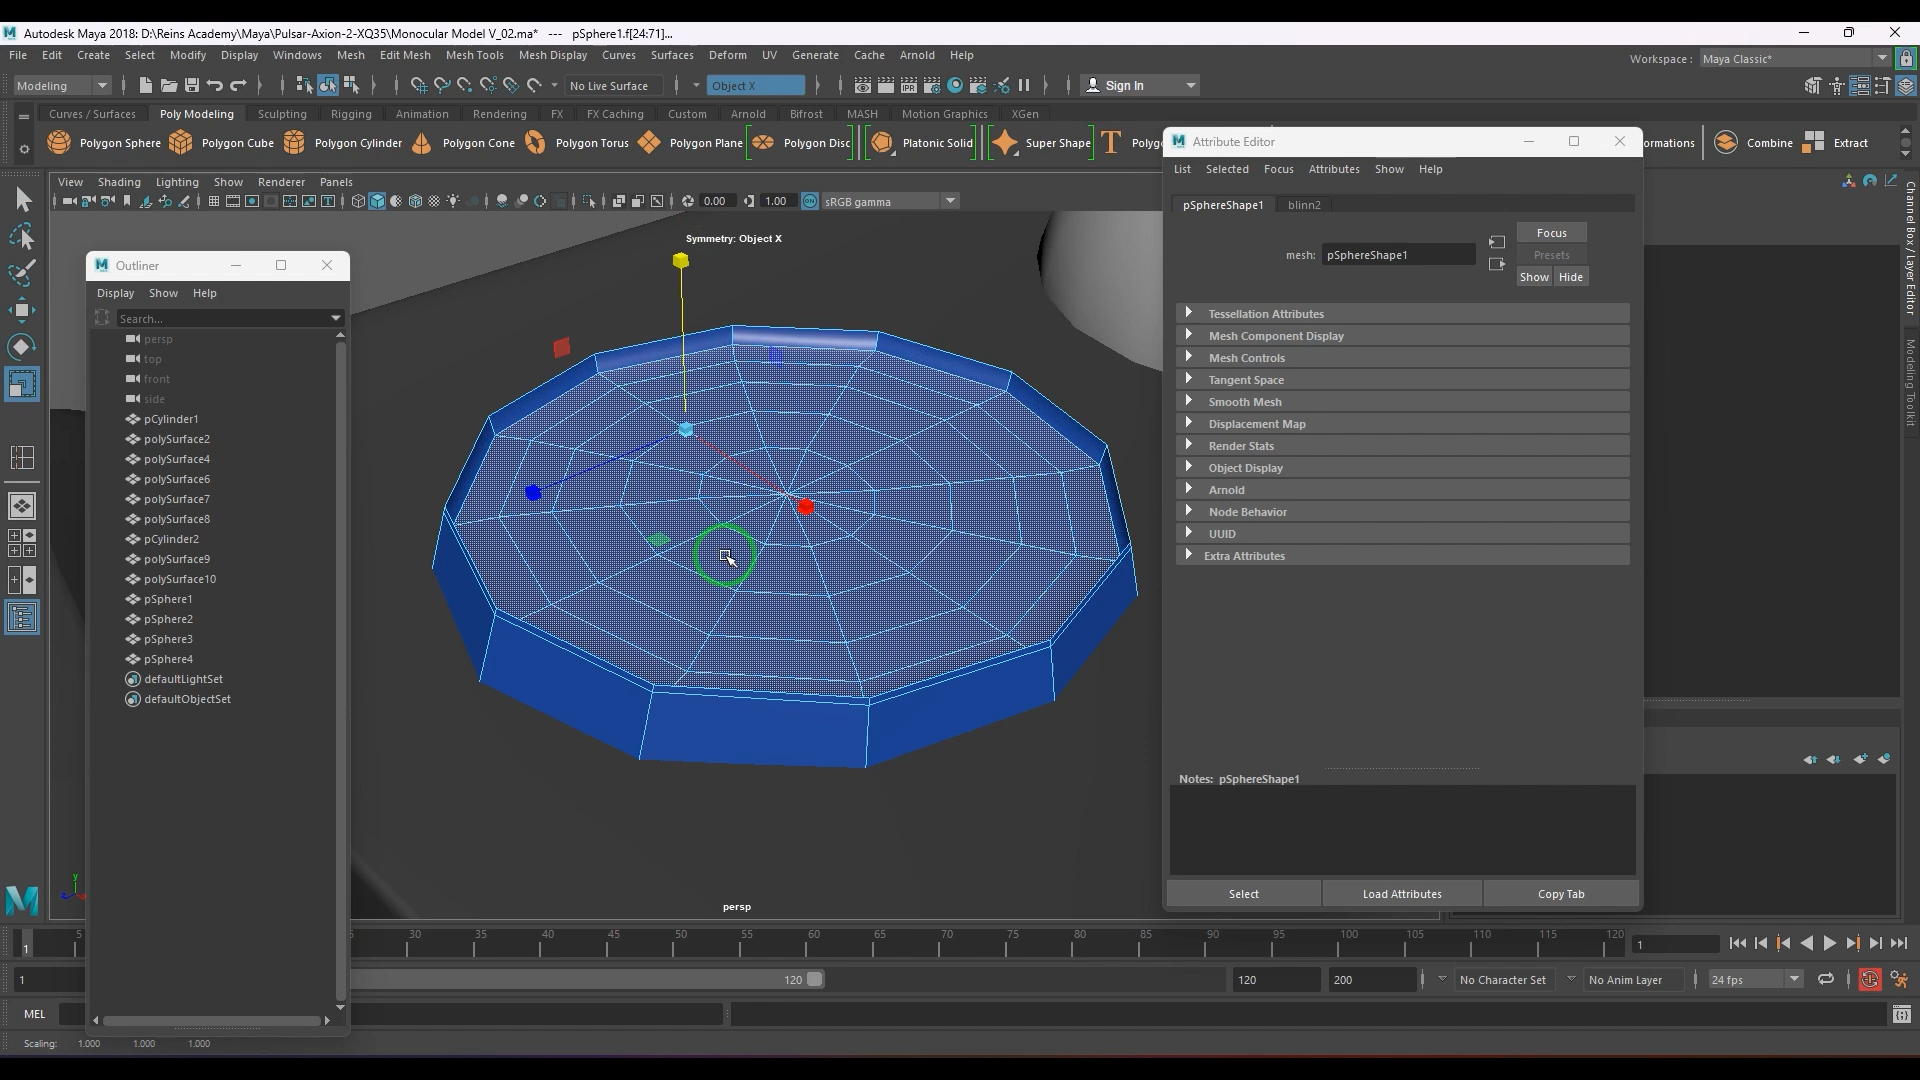 Autodesk Maya 2018: D:\Reins Academy\Maya\Pulsar-Axion-2-XQ35\Monocular Model V_02.ma* --- pSphere1.f[24:71]...
File Edit Create Select Modify Display Windows Mesh Edit Mesh Mesh Tools Mesh Display Curves Surfaces Deform UV Generate Cache Arnold Help
Workspace : Maya Classic*
Modeling No Live Surface Object X Sign In
Curves / Surfaces Poly Modeling Sculpting Rigging Animation Rendering FX FX Caching Custom Arnold Bifrost MASH Motion Graphics XGen
Polygon Sphere Polygon Cube Polygon Cylinder Polygon Cone Polygon Torus Polygon Plane Polygon Disc Platonic Solid Super Shape Combine Extract
View Shading Lighting Show Renderer Panels
0.00 1.00 sRGB gamma
Symmetry: Object X
Outliner
Display Show Help
Search...
persp
top
front
side
pCylinder1
polySurface2
polySurface4
polySurface6
polySurface7
polySurface8
pCylinder2
polySurface9
polySurface10
pSphere1
pSphere2
pSphere3
pSphere4
defaultLightSet
defaultObjectSet
persp
Attribute Editor
List Selected Focus Attributes Show Help
pSphereShape1 blinn2
mesh: pSphereShape1
Focus
Presets
Show Hide
Tessellation Attributes
Mesh Component Display
Mesh Controls
Tangent Space
Smooth Mesh
Displacement Map
Render Stats
Object Display
Arnold
Node Behavior
UUID
Extra Attributes
Notes: pSphereShape1
Select Load Attributes Copy Tab
Channel Box / Layer Editor
Modeling Toolkit
1 5 30 35 40 45 50 55 60 65 70 75 80 85 90 95 100 105 110 115 120 1
1 120 120 200 No Character Set No Anim Layer 24 fps
MEL
Scaling: 1.000 1.000 1.000